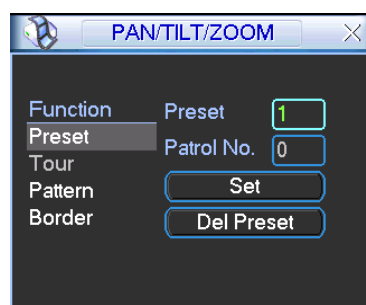 PAN/TILT/ZOOM
Function
Preset
Tour
Pattern
Border
Preset 1
Patrol No. 0
Set
Del Preset